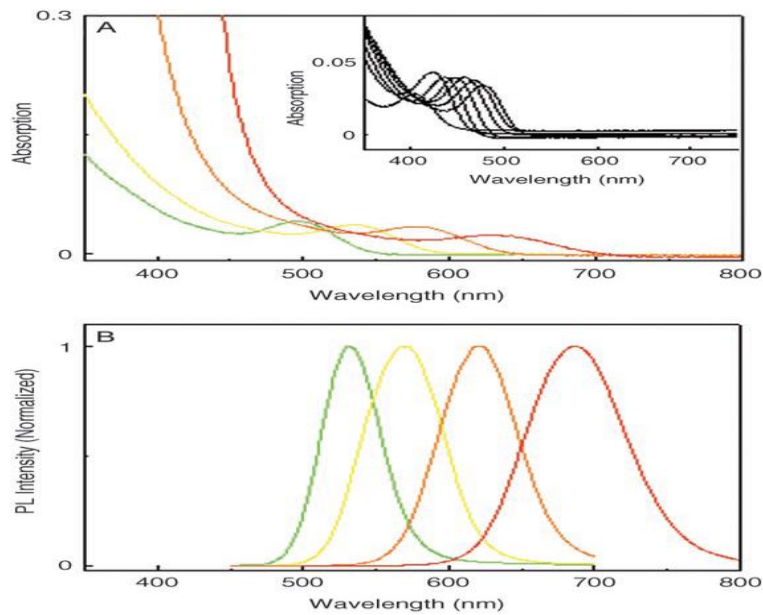 A
0.3
0
Absorption
400 500 600 700 800
Wavelength (nm)
0.05
0
Absorption
400 500 600 700
Wavelength (nm)
B
1
0
PL Intensity (Normalized)
400 500 600 700 800
Wavelength (nm)